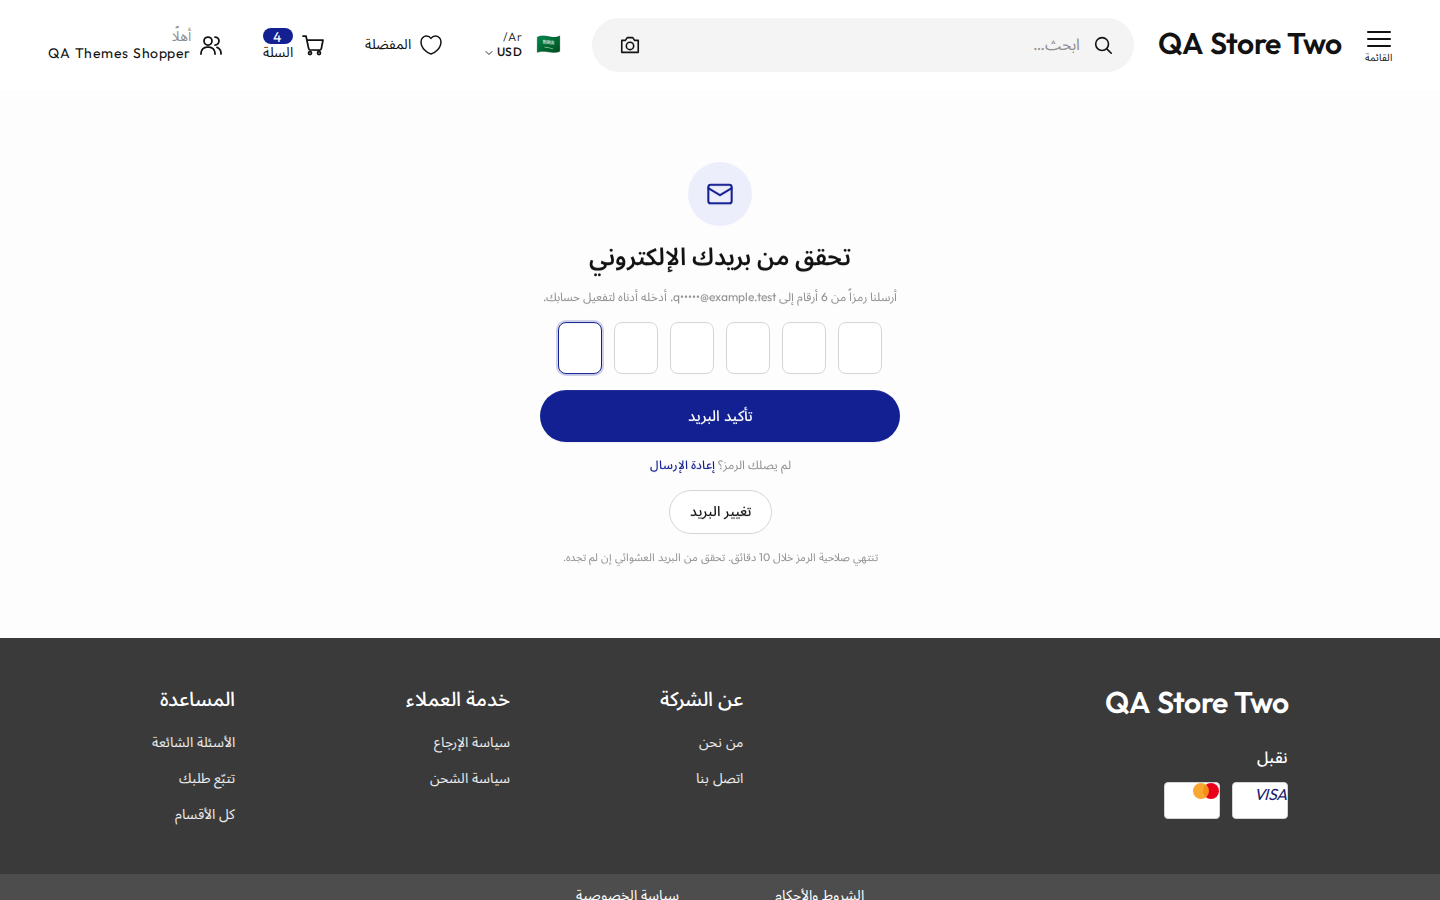 القائمة
QA Store Two
ابحث...
Ar/
USD
المفضلة
4
السلة
أهلًا
QA Themes Shopper
تحقق من بريدك الإلكتروني
أرسلنا رمزاً من 6 أرقام إلى q•••••@example.test. أدخله أدناه لتفعيل حسابك.
تأكيد البريد
لم يصلك الرمز؟ إعادة الإرسال
تغيير البريد
تنتهي صلاحية الرمز خلال 10 دقائق. تحقق من البريد العشوائي إن لم تجده.
QA Store Two
نقبل
VISA
عن الشركة
من نحن
اتصل بنا
خدمة العملاء
سياسة الإرجاع
سياسة الشحن
المساعدة
الأسئلة الشائعة
تتبّع طلبك
كل الأقسام
الشروط والأحكام
سياسة الخصوصية